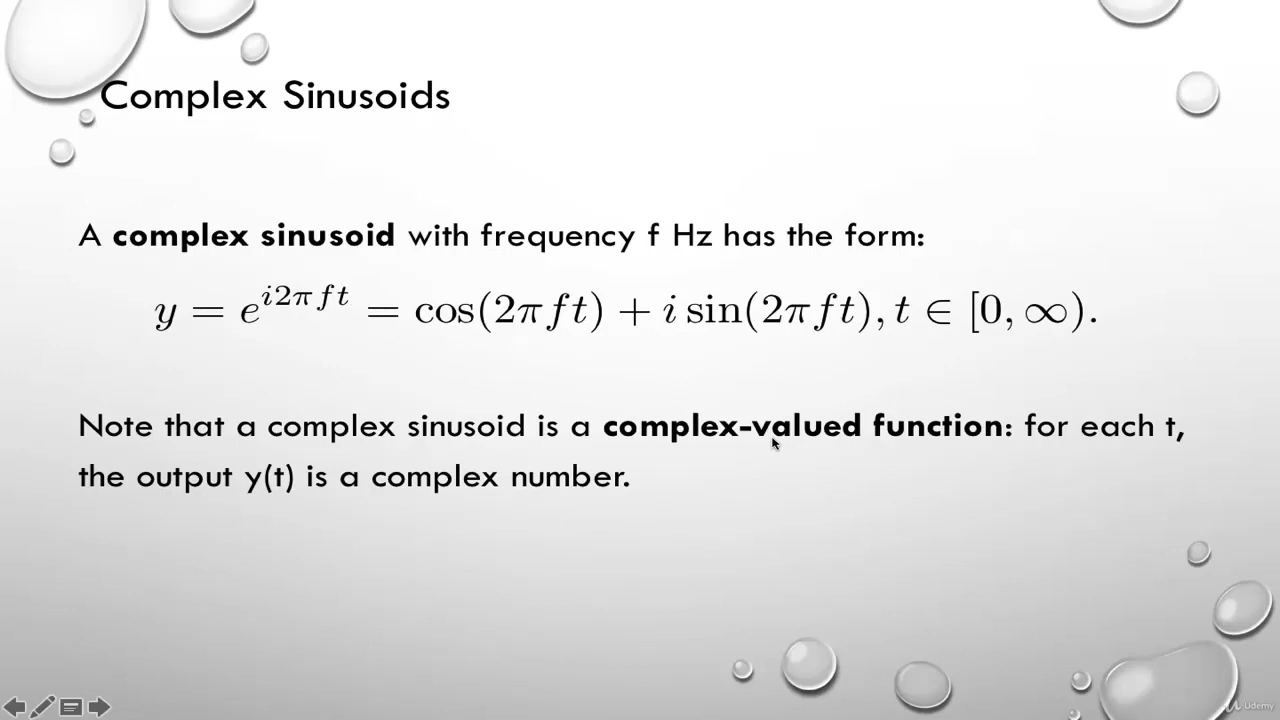 Complex Sinusoids
A complex sinusoid with frequency f Hz has the form:
y = e^{i2πft} = cos(2πft) + i sin(2πft), t ∈ [0, ∞).
Note that a complex sinusoid is a complex-valued function: for each t,
the output y(t) is a complex number.
Udemy